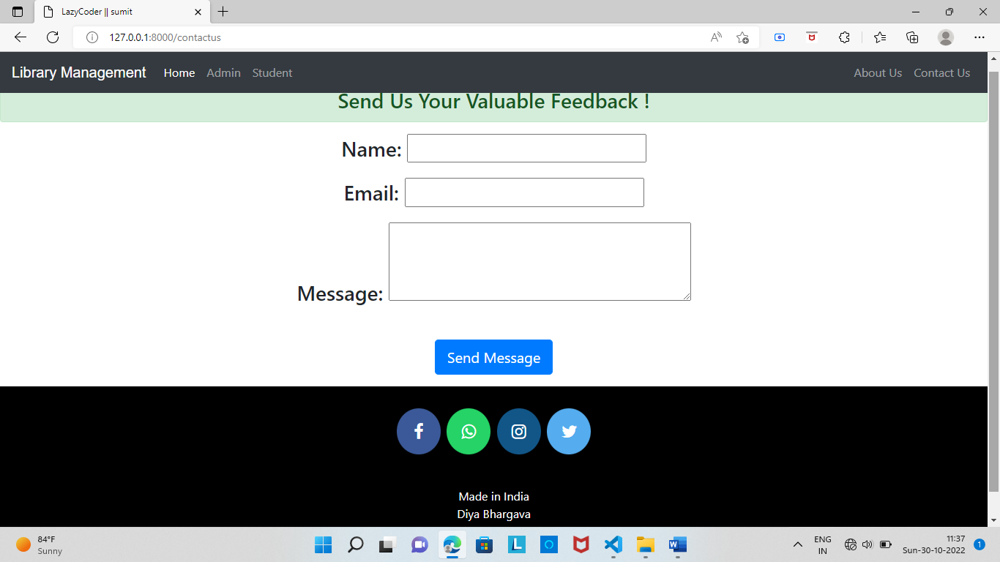 LazyCoder || sumit
127.0.0.1:8000/contactus
Library Management Home Admin Student About Us Contact Us
Send Us Your Valuable Feedback !
Name:
Email:
Message:
Send Message
Made in India
Diya Bhargava
84°F
Sunny
ENG
IN
11:37
Sun-30-10-2022
1